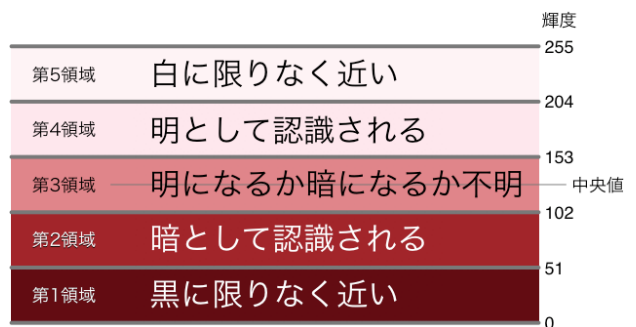 輝度
255
第5領域 白に限りなく近い
204
第4領域 明として認識される
153
第3領域 明になるか暗になるか不明 中央値
102
第2領域 暗として認識される
51
第1領域 黒に限りなく近い
0